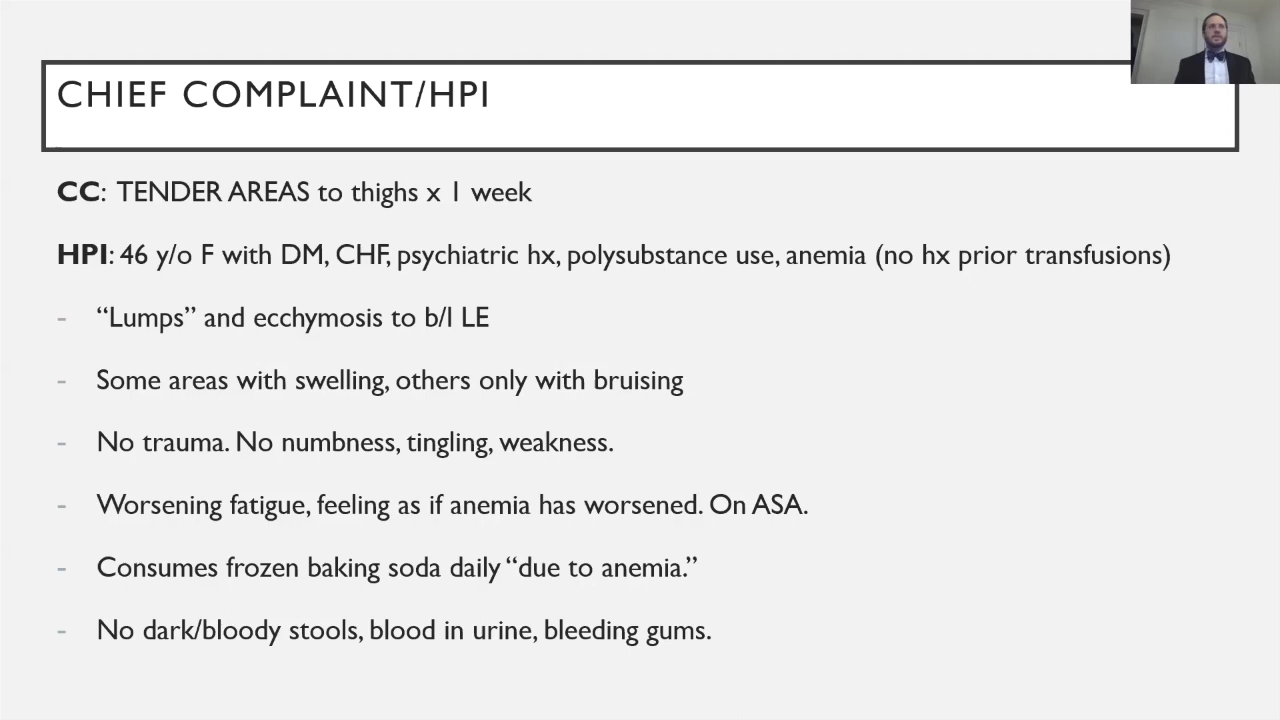 CHIEF COMPLAINT/HPI
CC: TENDER AREAS to thighs x 1 week
HPI: 46 y/o F with DM, CHF, psychiatric hx, polysubstance use, anemia (no hx prior transfusions)
- “Lumps” and ecchymosis to b/l LE
- Some areas with swelling, others only with bruising
- No trauma. No numbness, tingling, weakness.
- Worsening fatigue, feeling as if anemia has worsened. On ASA.
- Consumes frozen baking soda daily “due to anemia.”
- No dark/bloody stools, blood in urine, bleeding gums.